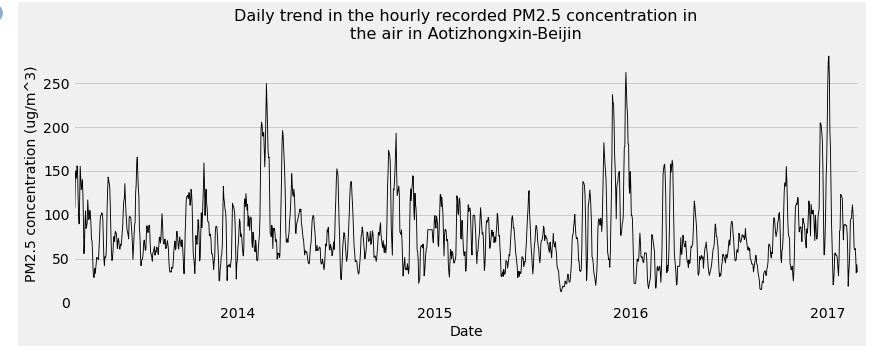 Daily trend in the hourly recorded PM2.5 concentration in
the air in Aotizhongxin-Beijin
PM2.5 concentration (ug/m^3)
250
200
150
100
50
0
2014
2015
2016
2017
Date